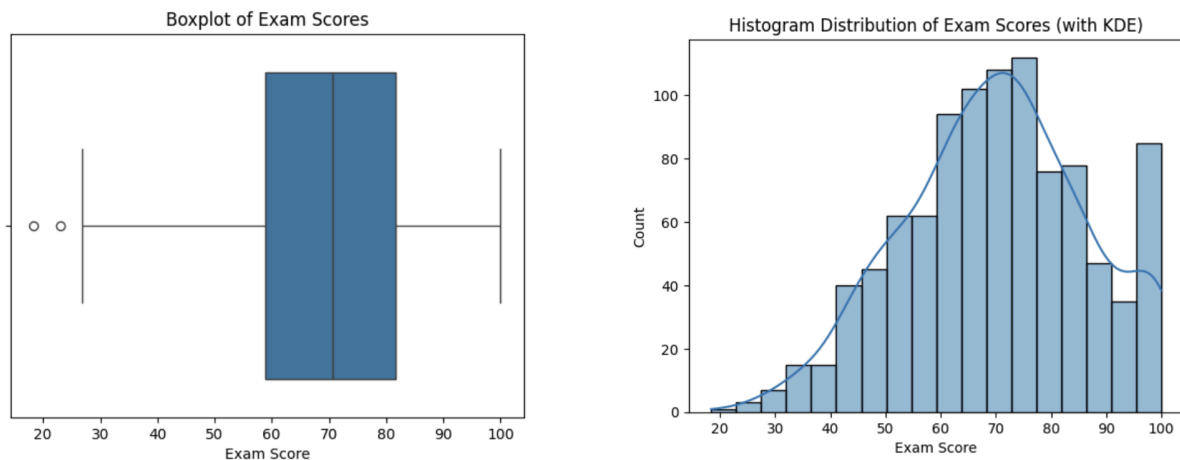 Boxplot of Exam Scores
20 30 40 50 60 70 80 90 100
Exam Score
Histogram Distribution of Exam Scores (with KDE)
Count
100
80
60
40
20
0
20 30 40 50 60 70 80 90 100
Exam Score